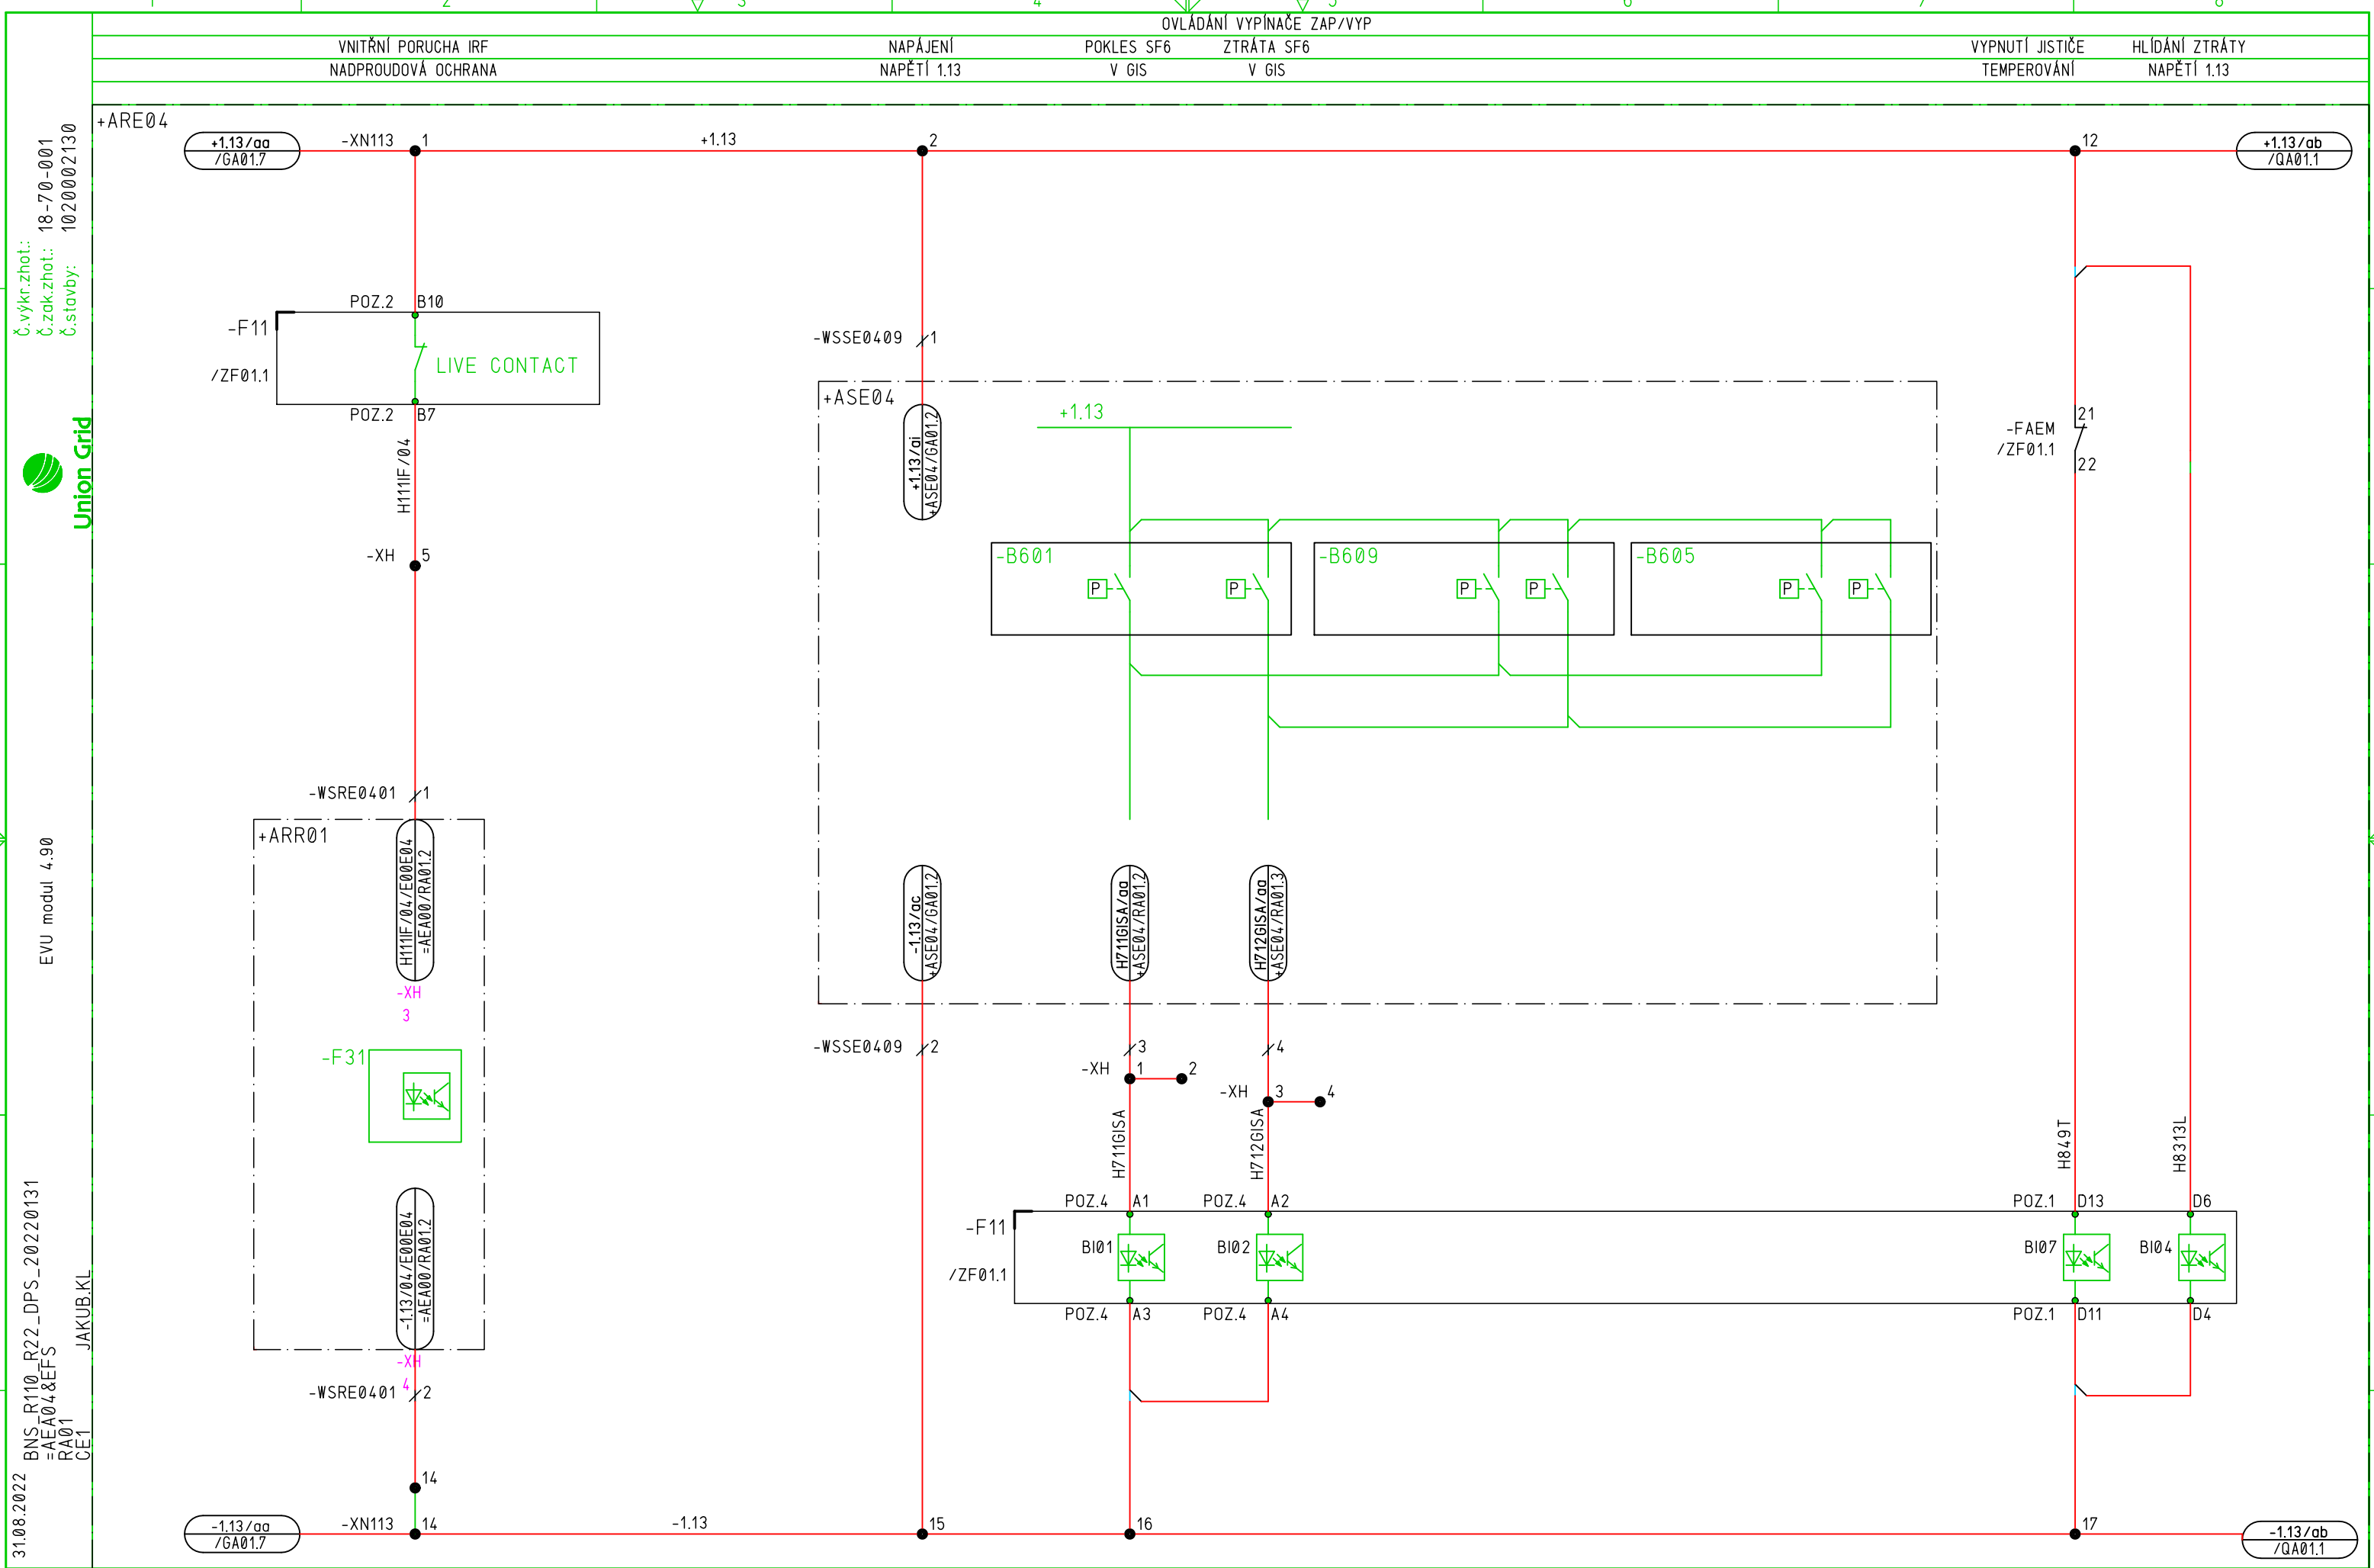 1 2 3 4 5 6 7 8
OVLÁDÁNÍ VYPÍNAČE ZAP/VYP
VNITŘNÍ PORUCHA IRF NAPÁJENÍ POKLES SF6 ZTRÁTA SF6 VYPNUTÍ JISTIČE HLÍDÁNÍ ZTRÁTY
NADPROUDOVÁ OCHRANA NAPĚTÍ 1.13 V GIS V GIS TEMPEROVÁNÍ NAPĚTÍ 1.13
+ARE04
+1.13/aa
/GA01.7
-XN113 1 +1.13 2 12
+1.13/ab
/QA01.1
Č.výkr.zhot.:
Č.zak.zhot.: 18-70-001
Č.stavby: 1020002130
Union Grid
EVU modul 4.90
BNS_R110_R22_DPS_20220131
=AEA04&EFS
RA01
CE1
JAKUB.KL
31.08.2022
POZ.2 B10
-F11
/ZF01.1
LIVE CONTACT
POZ.2 B7
H111IF/04
-XH 5
-WSRE0401 1
+ARR01
H111IF/04/E00E04
=AEA00/RA01.2
-XH
3
-F31
-1.13/04/E00E04
=AEA00/RA01.2
-XH
4
-WSRE0401 2
14
-WSSE0409 1
+ASE04
+1.13/ai
+ASE04/GA01.2
+1.13
-B601 -B609 -B605
P P P P P P
-1.13/ac
+ASE04/GA01.2
H711GISA/aa
+ASE04/RA01.2
H712GISA/aa
+ASE04/RA01.3
-WSSE0409 2 3 4
-XH 1 2
-XH 3 4
H711GISA
H712GISA
-FAEM
/ZF01.1
21
22
H849T
H8313L
POZ.4 A1 POZ.4 A2 POZ.1 D13 D6
-F11
/ZF01.1
BI01 BI02 BI07 BI04
POZ.4 A3 POZ.4 A4 POZ.1 D11 D4
-1.13/aa
/GA01.7
-XN113 14 -1.13 15 16 17
-1.13/ab
/QA01.1